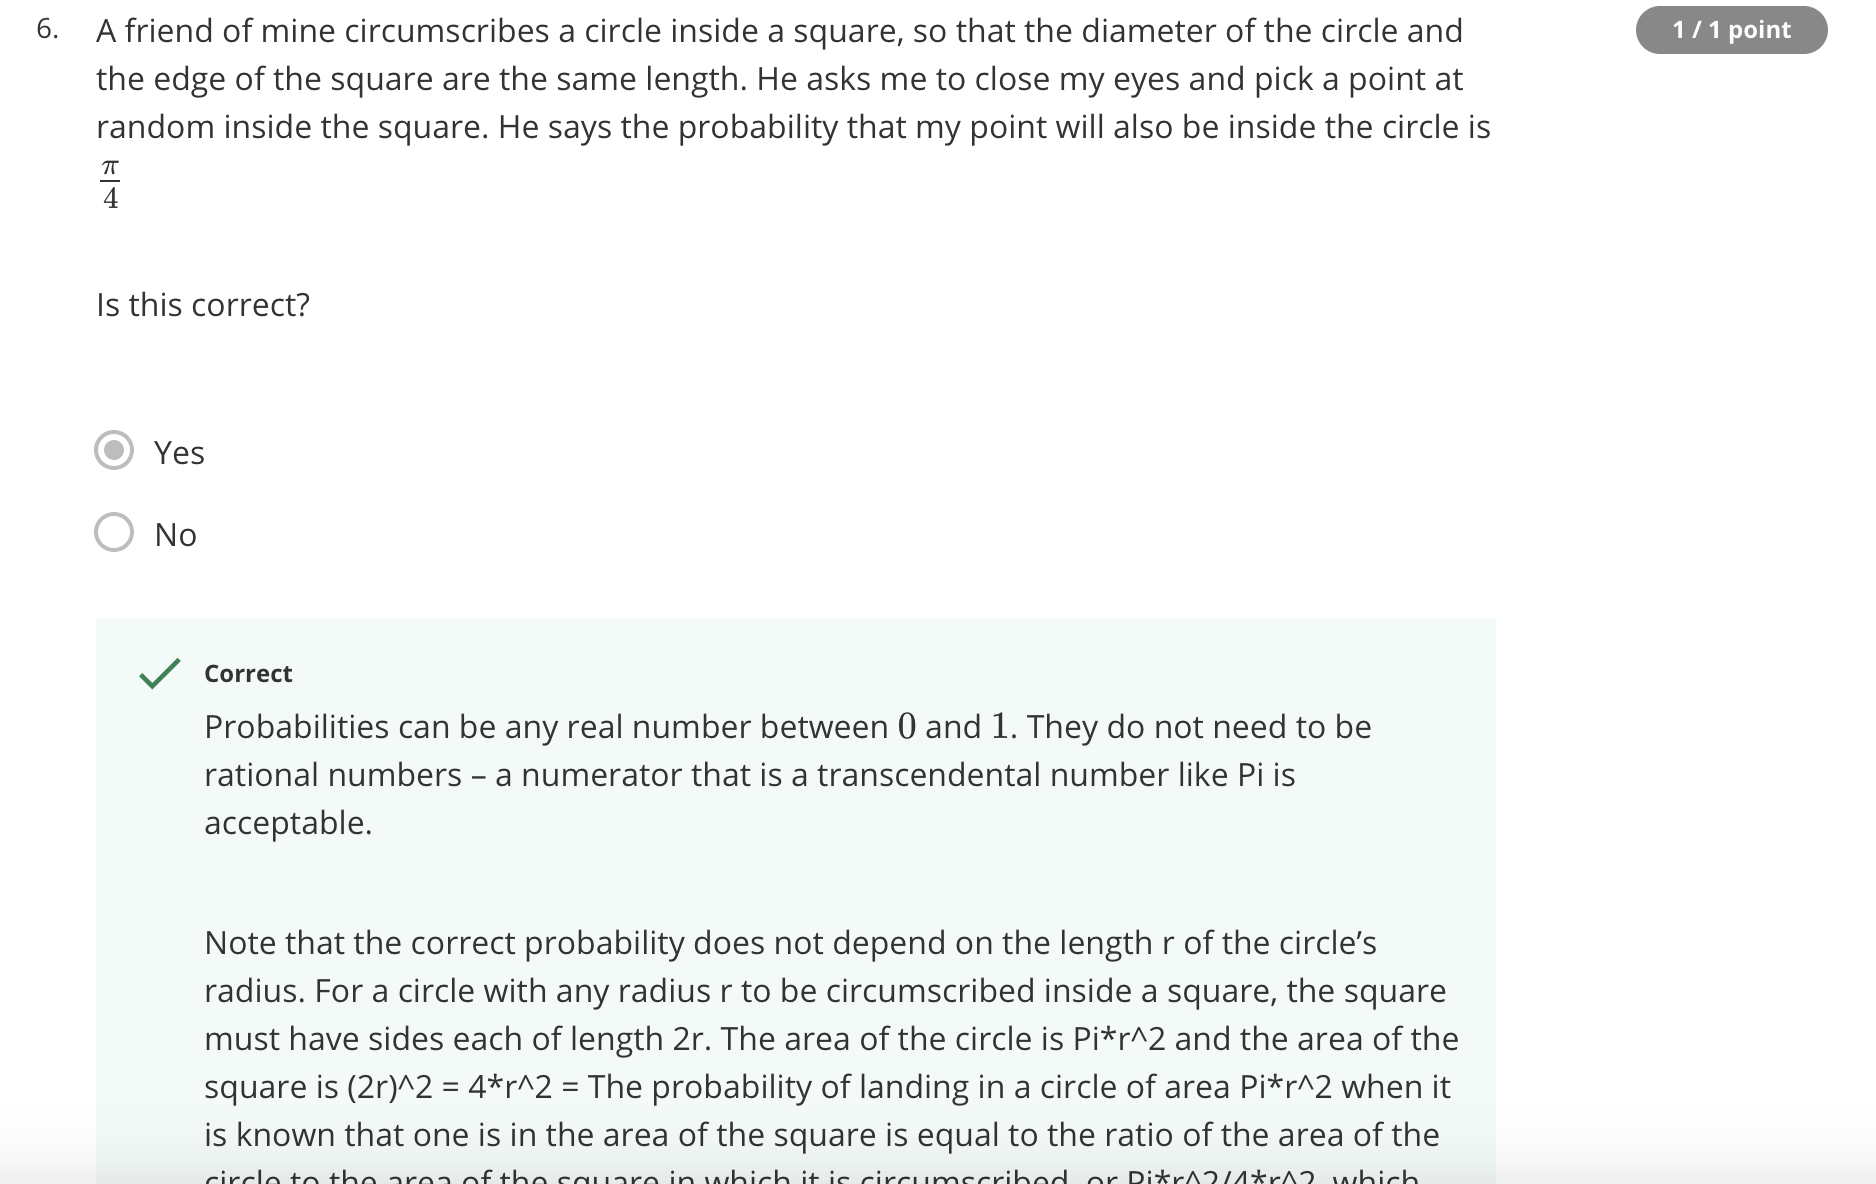 6. A friend of mine circumscribes a circle inside a square, so that the diameter of the circle and
1 / 1 point
the edge of the square are the same length. He asks me to close my eyes and pick a point at
random inside the square. He says the probability that my point will also be inside the circle is
π
4
Is this correct?
Yes
No
Correct
Probabilities can be any real number between 0 and 1. They do not need to be
rational numbers – a numerator that is a transcendental number like Pi is
acceptable.
Note that the correct probability does not depend on the length r of the circle’s
radius. For a circle with any radius r to be circumscribed inside a square, the square
must have sides each of length 2r. The area of the circle is Pi*r^2 and the area of the
square is (2r)^2 = 4*r^2 = The probability of landing in a circle of area Pi*r^2 when it
is known that one is in the area of the square is equal to the ratio of the area of the
circle to the area of the square in which it is circumscribed, or Pi*r^2/4*r^2, which